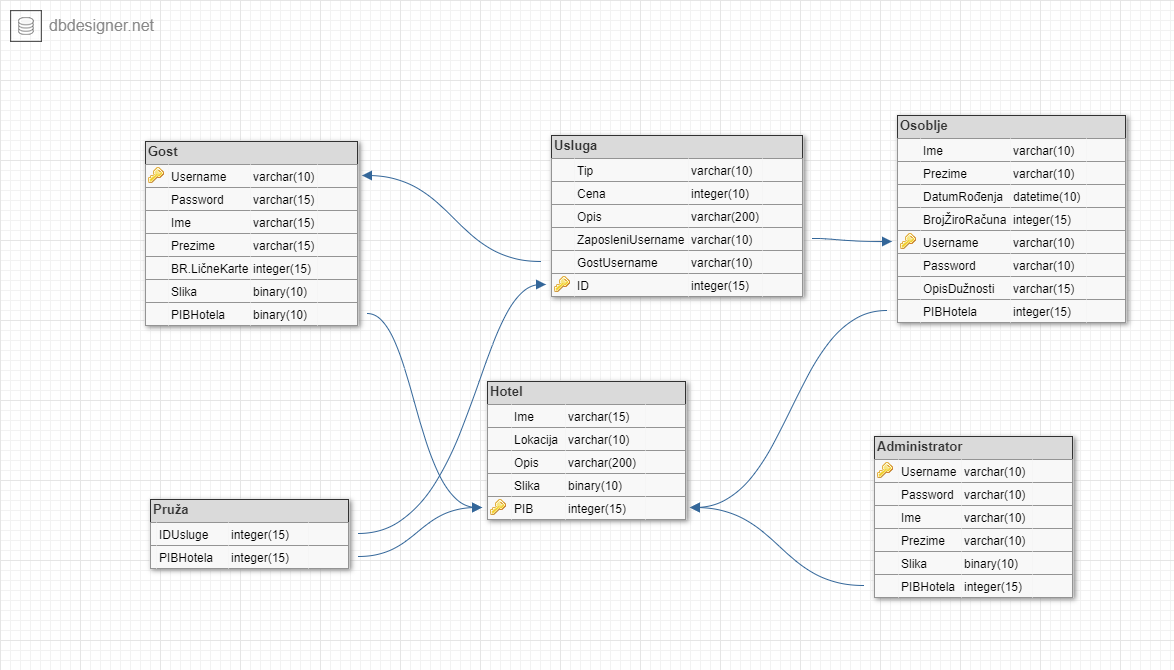 dbdesigner.net
Gost
Username varchar(10)
Password varchar(15)
Ime varchar(15)
Prezime varchar(15)
BR.LičneKarte integer(15)
Slika binary(10)
PIBHotela binary(10)
Usluga
Tip varchar(10)
Cena integer(10)
Opis varchar(200)
ZaposleniUsername varchar(10)
GostUsername varchar(10)
ID integer(15)
Osoblje
Ime varchar(10)
Prezime varchar(10)
DatumRođenja datetime(10)
BrojŽiroRačuna integer(15)
Username varchar(10)
Password varchar(10)
OpisDužnosti varchar(15)
PIBHotela integer(15)
Hotel
Ime varchar(15)
Lokacija varchar(10)
Opis varchar(200)
Slika binary(10)
PIB integer(15)
Administrator
Username varchar(10)
Password varchar(10)
Ime varchar(10)
Prezime varchar(10)
Slika binary(10)
PIBHotela integer(15)
Pruža
IDUsluge integer(15)
PIBHotela integer(15)